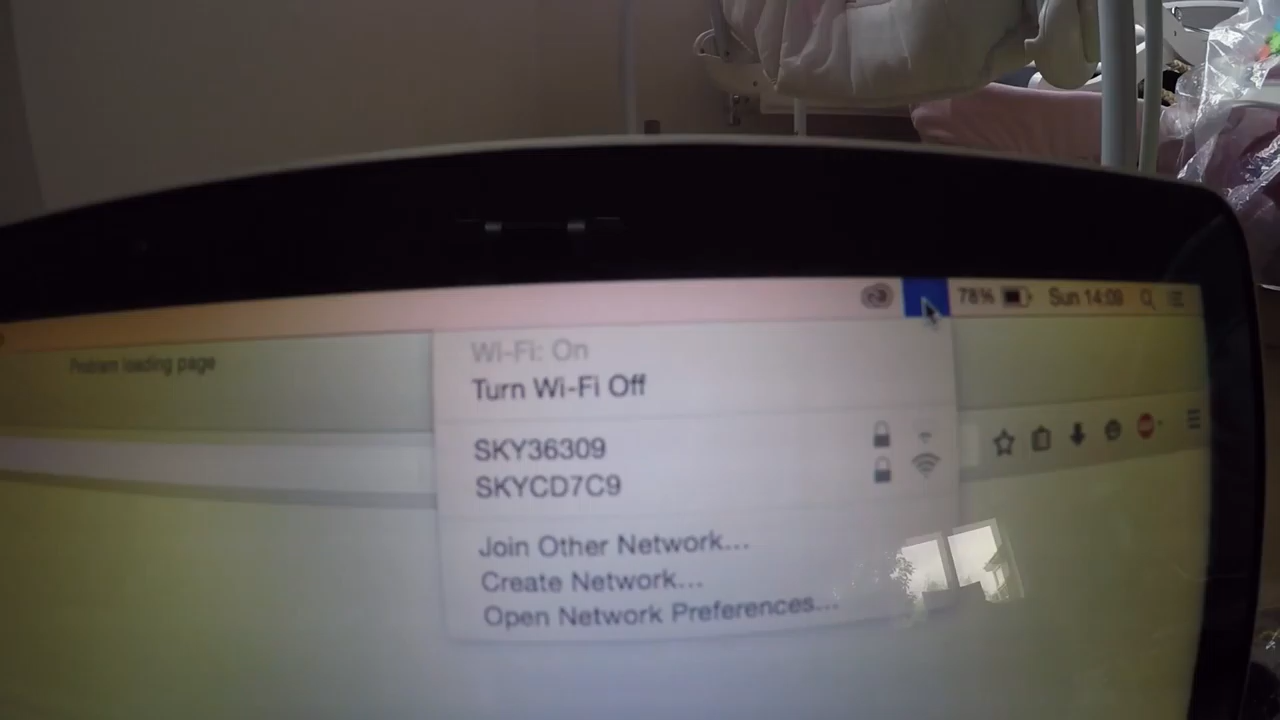 78% Sun 14:09
Problem loading page
Wi-Fi: On
Turn Wi-Fi Off
SKY36309
SKYCD7C9
Join Other Network...
Create Network...
Open Network Preferences...